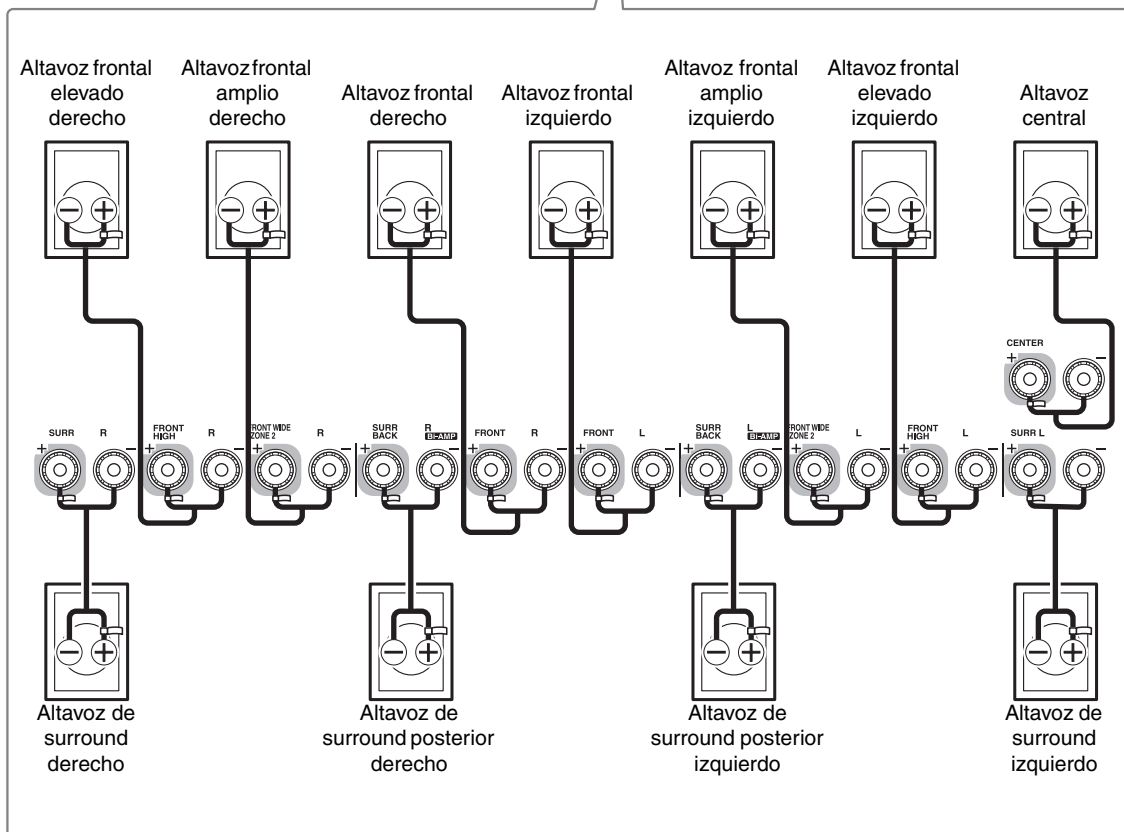 Altavoz frontal
elevado
derecho
Altavoz frontal
amplio
derecho
Altavoz frontal
derecho
Altavoz frontal
izquierdo
Altavoz frontal
amplio
izquierdo
Altavoz frontal
elevado
izquierdo
Altavoz
central
CENTER
+ −
SURR R
+ −
FRONT
HIGH R
+ −
FRONT WIDE
ZONE 2 R
+ −
SURR
BACK R
BI-AMP
+ −
FRONT R
+ −
FRONT L
+ −
SURR
BACK L
BI-AMP
+ −
FRONT WIDE
ZONE 2 L
+ −
FRONT
HIGH L
+ −
SURR L
+ −
Altavoz de
surround
derecho
Altavoz de
surround posterior
derecho
Altavoz de
surround posterior
izquierdo
Altavoz de
surround
izquierdo